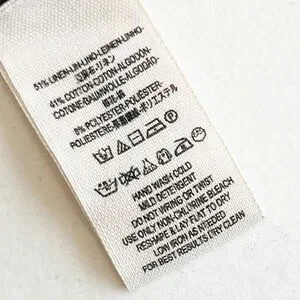 51% LINEN-LIN-LINO-LEINEN-LINHO-
41% COTTON-COTON-ALGODÓN-
COTONE-BAUMWOLLE-ALGODÃO-
8% POLYESTER-POLIÉSTER-
HAND WASH COLD
MILD DETERGENT
DO NOT WRING OR TWIST
USE ONLY NON-CHLORINE BLEACH
RESHAPE & LAY FLAT TO DRY
LOW IRON AS NEEDED
FOR BEST RESULTS DRY CLEAN